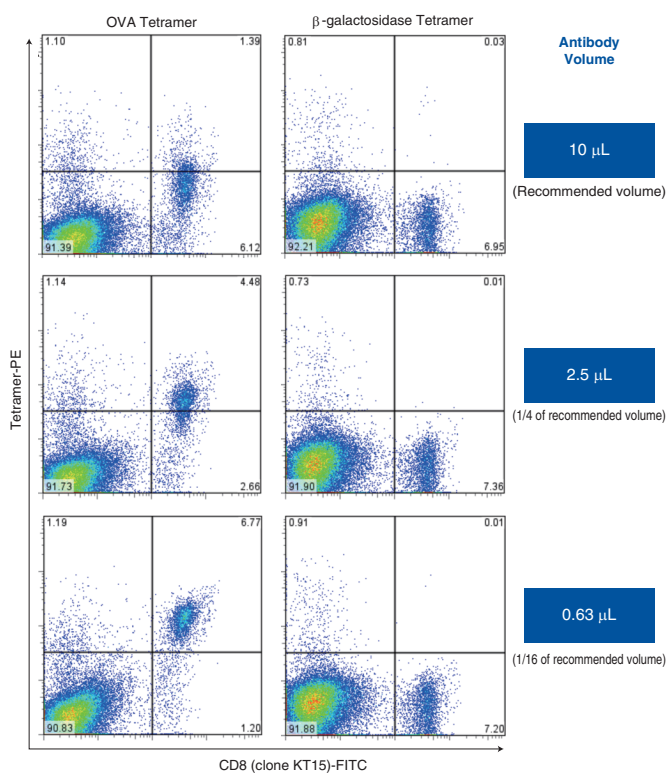 OVA Tetramer
β-galactosidase Tetramer
Antibody
Volume
1.10
1.39
0.81
0.03
10 μL
(Recommended volume)
91.39
6.12
92.21
6.95
1.14
4.48
0.73
0.01
2.5 μL
(1/4 of recommended volume)
91.73
2.66
91.90
7.36
1.19
6.77
0.91
0.01
0.63 μL
(1/16 of recommended volume)
90.83
1.20
91.88
7.20
Tetramer-PE
CD8 (clone KT15)-FITC